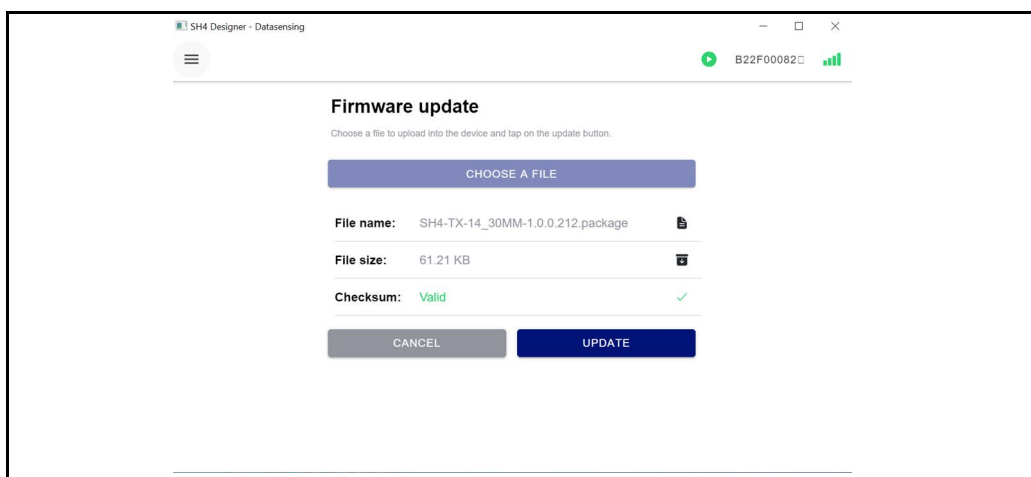 SH4 Designer - Datasensing
B22F00082
Firmware update
Choose a file to upload into the device and tap on the update button.
CHOOSE A FILE
File name: SH4-TX-14_30MM-1.0.0.212.package
File size: 61.21 KB
Checksum: Valid
CANCEL UPDATE